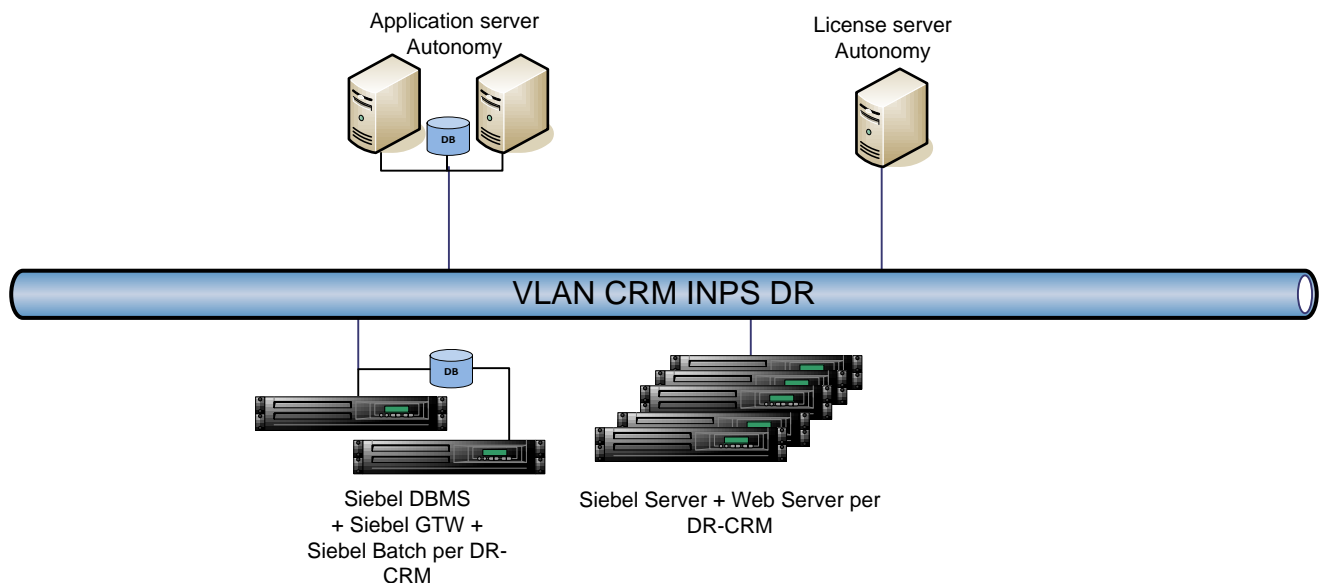 Application server
Autonomy
License server
Autonomy
DB
VLAN CRM INPS DR
DB
Siebel DBMS
+ Siebel GTW +
Siebel Batch per DR-
CRM
Siebel Server + Web Server per
DR-CRM